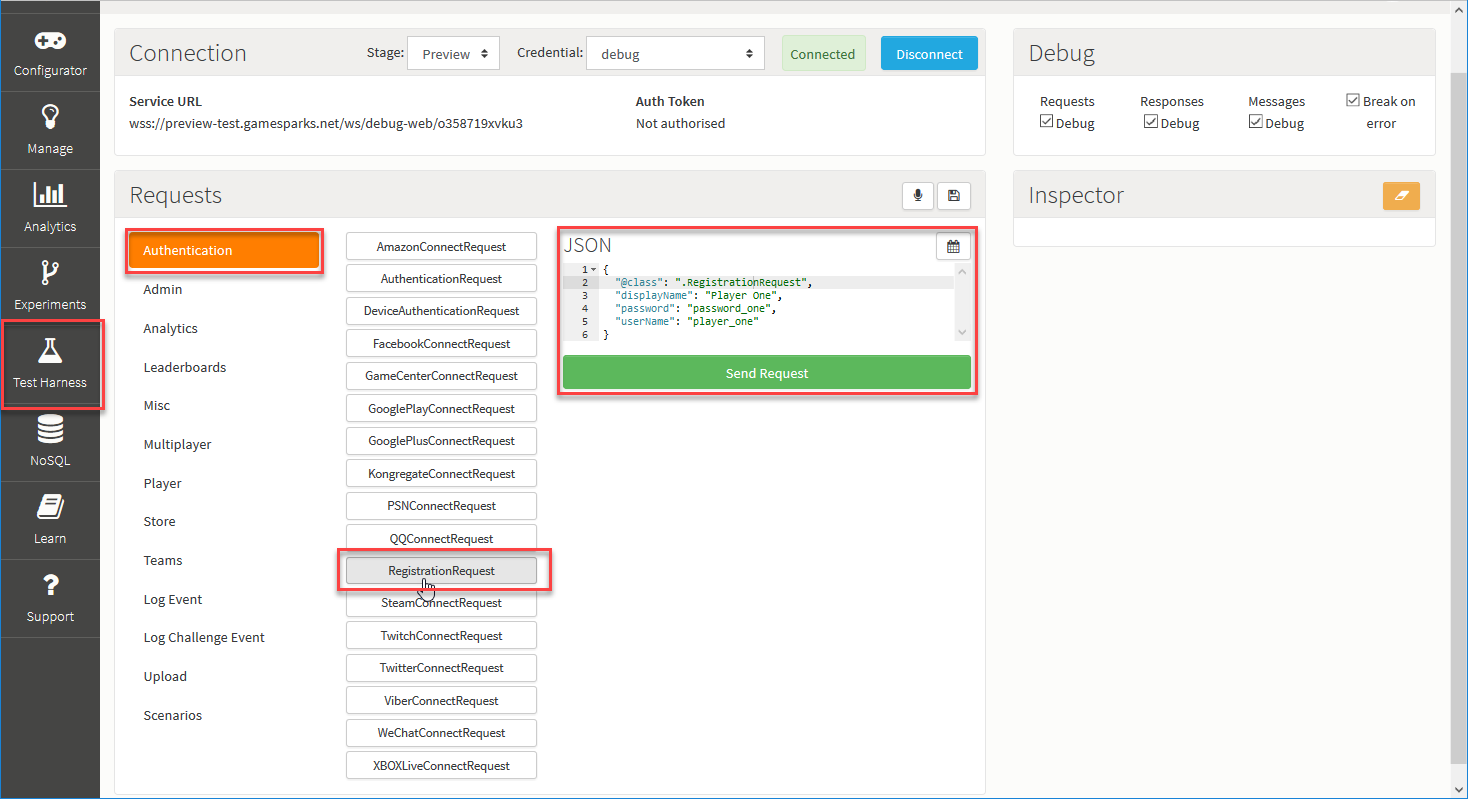 Configurator
Manage
Analytics
Experiments
Test Harness
NoSQL
Learn
Support
Connection
Stage: Preview
Credential: debug
Connected
Disconnect
Service URL
wss://preview-test.gamesparks.net/ws/debug-web/o358719xvku3
Auth Token
Not authorised
Debug
Requests
Debug
Responses
Debug
Messages
Debug
Break on
error
Requests
Authentication
Admin
Analytics
Leaderboards
Misc
Multiplayer
Player
Store
Teams
Log Event
Log Challenge Event
Upload
Scenarios
AmazonConnectRequest
AuthenticationRequest
DeviceAuthenticationRequest
FacebookConnectRequest
GameCenterConnectRequest
GooglePlayConnectRequest
GooglePlusConnectRequest
KongregateConnectRequest
PSNConnectRequest
QQConnectRequest
RegistrationRequest
SteamConnectRequest
TwitchConnectRequest
TwitterConnectRequest
ViberConnectRequest
WeChatConnectRequest
XBOXLiveConnectRequest
JSON
1 {
2 "@class": ".RegistrationRequest",
3 "displayName": "Player One",
4 "password": "password_one",
5 "userName": "player_one"
6 }
Send Request
Inspector